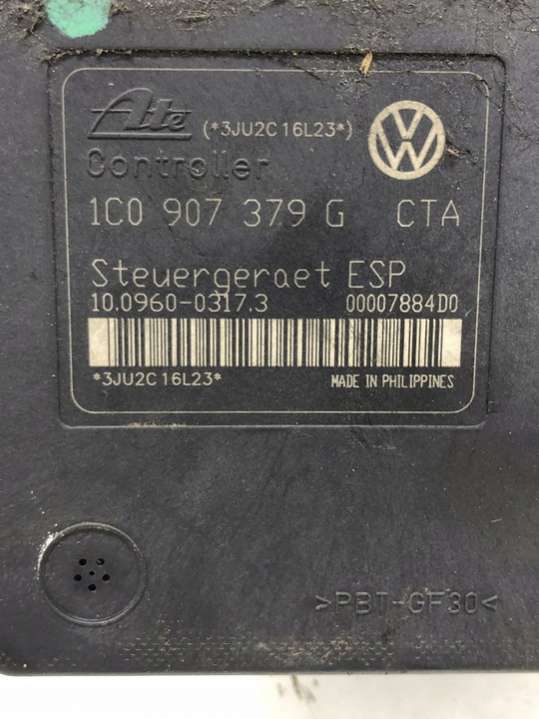 Ate (*3JU2C16L23*)
Controller
1C0 907 379 G CTA
Steuergeraet ESP
10.0960-0317.3 00007884D0
*3JU2C16L23* MADE IN PHILIPPINES
>PBT-GF30<